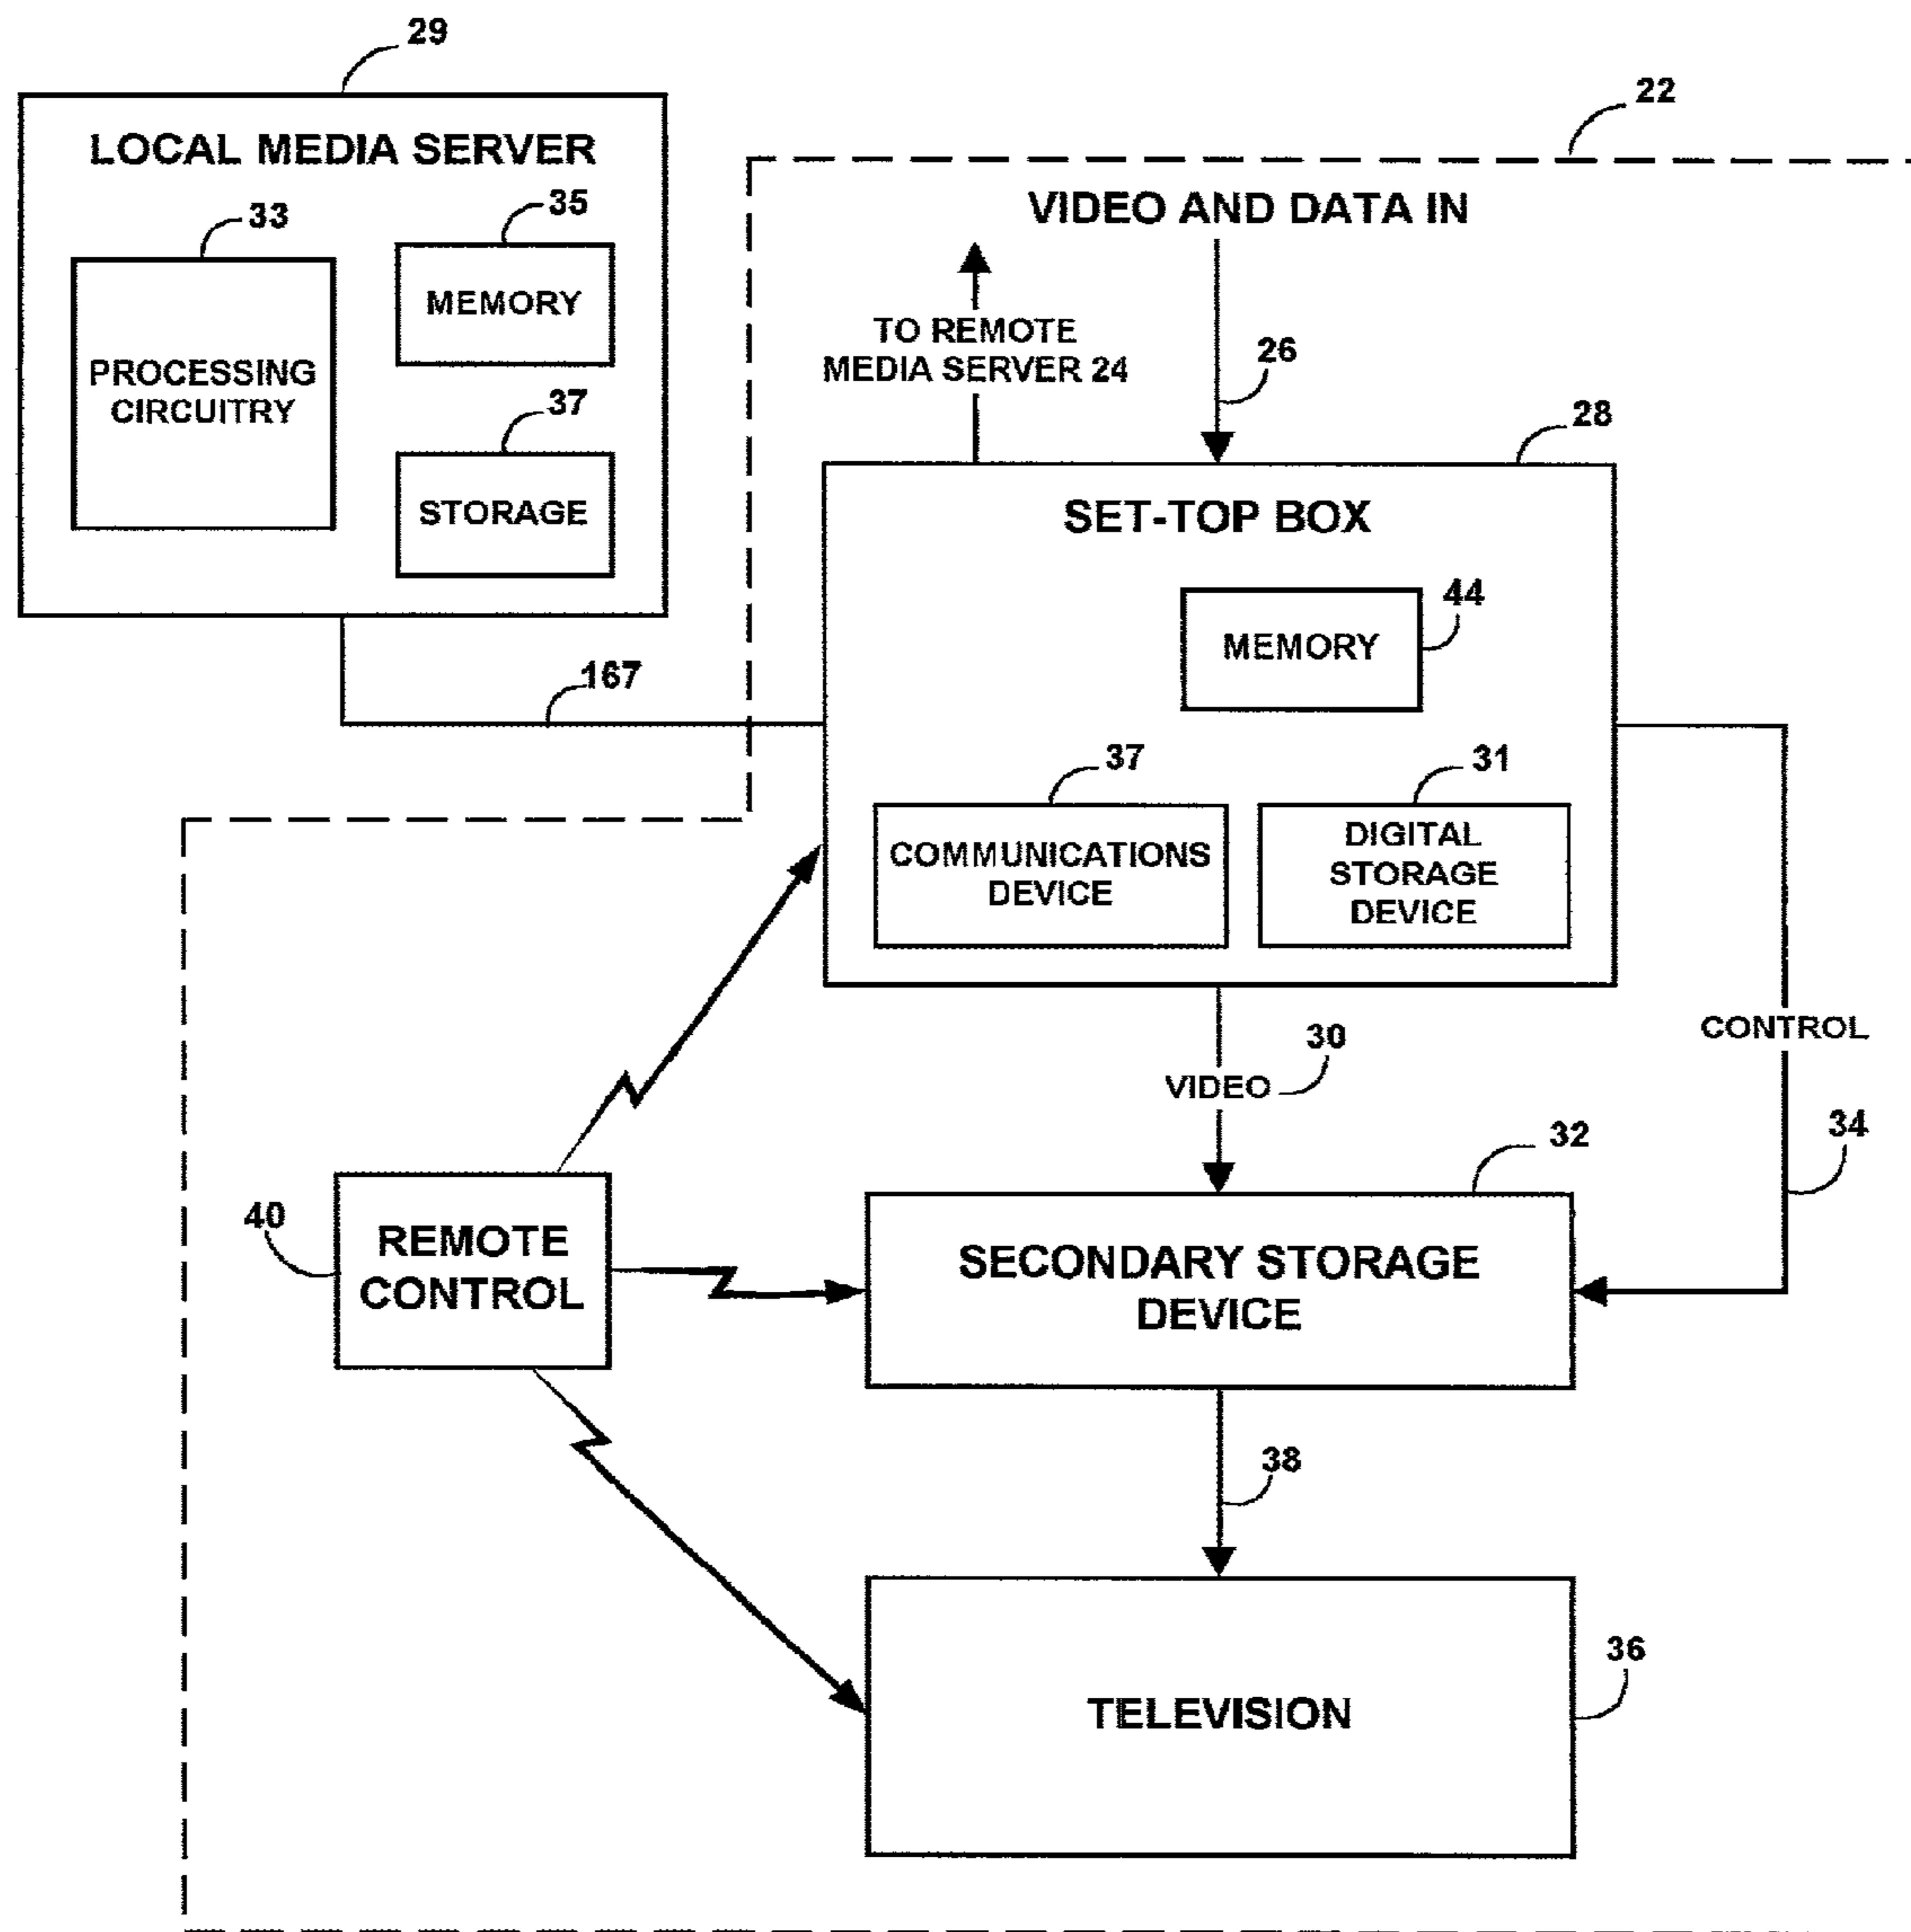 29
22
LOCAL MEDIA SERVER
33
35
PROCESSING
CIRCUITRY
MEMORY
37
STORAGE
VIDEO AND DATA IN
TO REMOTE
MEDIA SERVER 24
26
28
SET-TOP BOX
44
MEMORY
167
37
31
COMMUNICATIONS
DEVICE
DIGITAL
STORAGE
DEVICE
CONTROL
30
VIDEO
34
32
40
REMOTE
CONTROL
SECONDARY STORAGE
DEVICE
38
36
TELEVISION